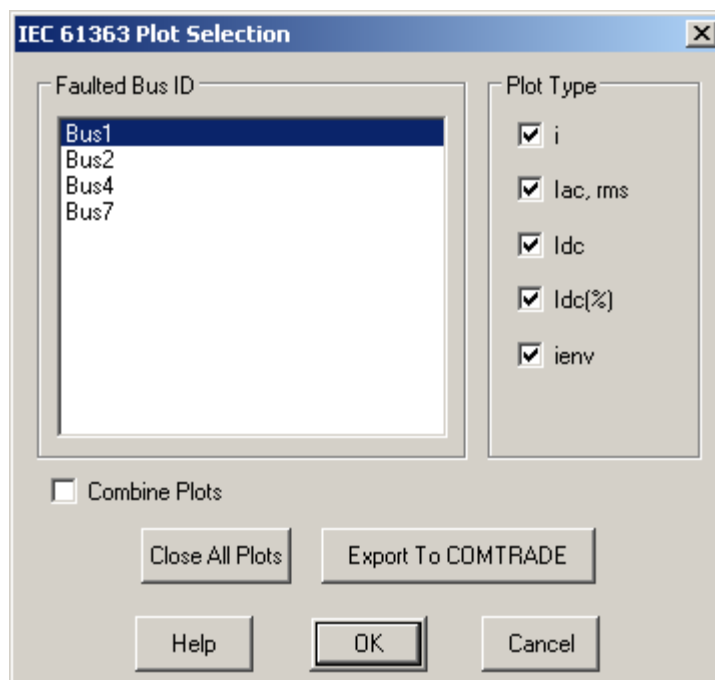 IEC 61363 Plot Selection
Faulted Bus ID
Bus1
Bus2
Bus4
Bus7
Plot Type
i
Iac, rms
Idc
Idc(%)
ienv
Combine Plots
Close All Plots
Export To COMTRADE
Help
OK
Cancel